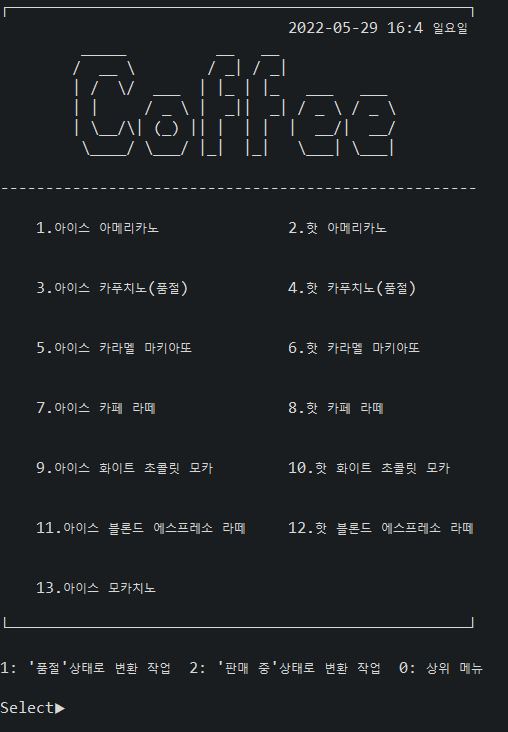 2022-05-29 16:4 일요일
Coffee
1.아이스 아메리카노 2.핫 아메리카노
3.아이스 카푸치노(품절) 4.핫 카푸치노(품절)
5.아이스 카라멜 마키아또 6.핫 카라멜 마키아또
7.아이스 카페 라떼 8.핫 카페 라떼
9.아이스 화이트 초콜릿 모카 10.핫 화이트 초콜릿 모카
11.아이스 블론드 에스프레소 라떼 12.핫 블론드 에스프레소 라떼
13.아이스 모카치노
1: '품절'상태로 변환 작업 2: '판매 중'상태로 변환 작업 0: 상위 메뉴
Select▶